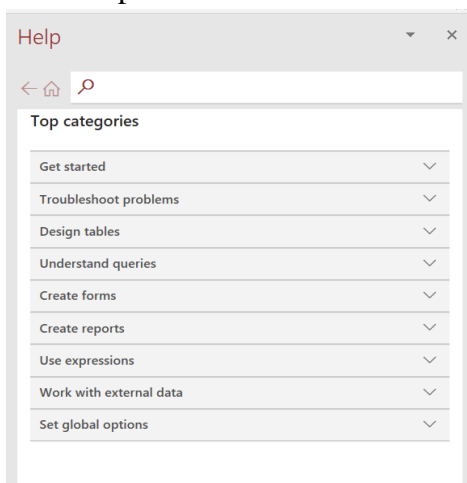 Help
Top categories
Get started
Troubleshoot problems
Design tables
Understand queries
Create forms
Create reports
Use expressions
Work with external data
Set global options